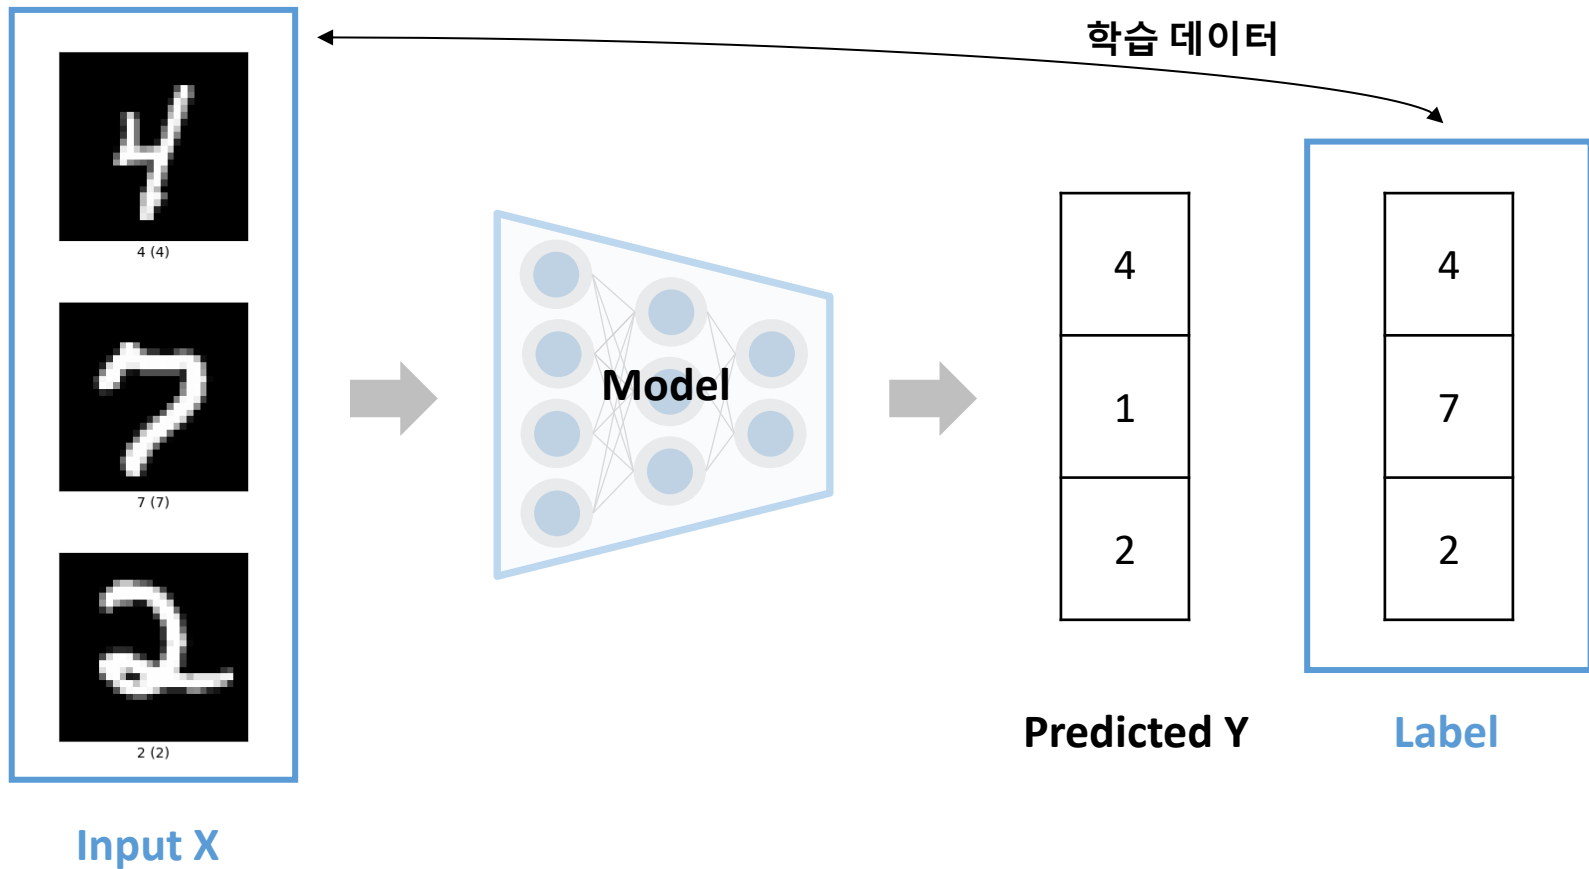 학습 데이터
4 (4)
7 (7)
2 (2)
Input X
Model
4
1
2
Predicted Y
4
7
2
Label